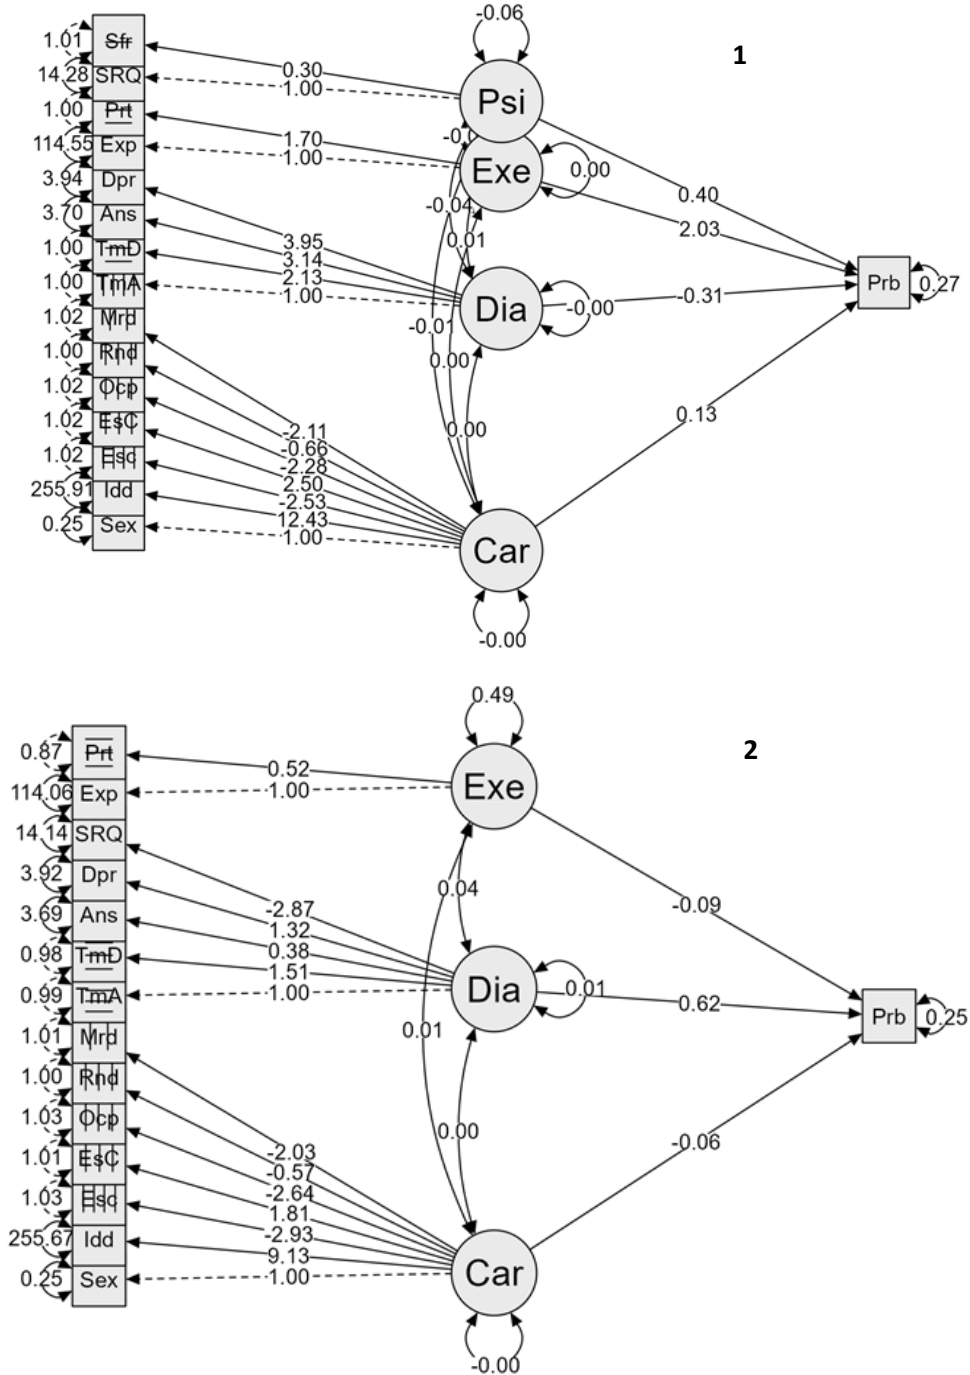 -0.06
1
1.01 Sfr
14.28 SRQ
1.00 Prt
114.55 Exp
3.94 Dpr
3.70 Ans
1.00 TmD
1.00 TmA
1.02 Mrd
1.00 Rnd
1.02 Ocp
1.02 EsC
1.02 Esc
255.91 Idd
0.25 Sex
0.30
1.00
1.70
1.00
3.95
3.14
2.13
1.00
-2.11
-0.66
-2.28
2.50
-2.53
12.43
1.00
Psi
Exe
0.00
-0.04
0.01
Dia
-0.00
-0.01
0.00
0.00
Car
-0.00
0.40
2.03
-0.31
0.13
Prb
0.27
0.49
2
0.87 Prt
114.06 Exp
14.14 SRQ
3.92 Dpr
3.69 Ans
0.98 TmD
0.99 TmA
1.01 Mrd
1.00 Rnd
1.03 Ocp
1.01 EsC
1.03 Esc
255.67 Idd
0.25 Sex
0.52
1.00
-2.87
1.32
0.38
1.51
1.00
-2.03
-0.57
-2.64
1.81
-2.93
9.13
1.00
Exe
0.04
Dia
0.01
0.01
0.00
Car
-0.00
-0.09
0.62
-0.06
Prb
0.25